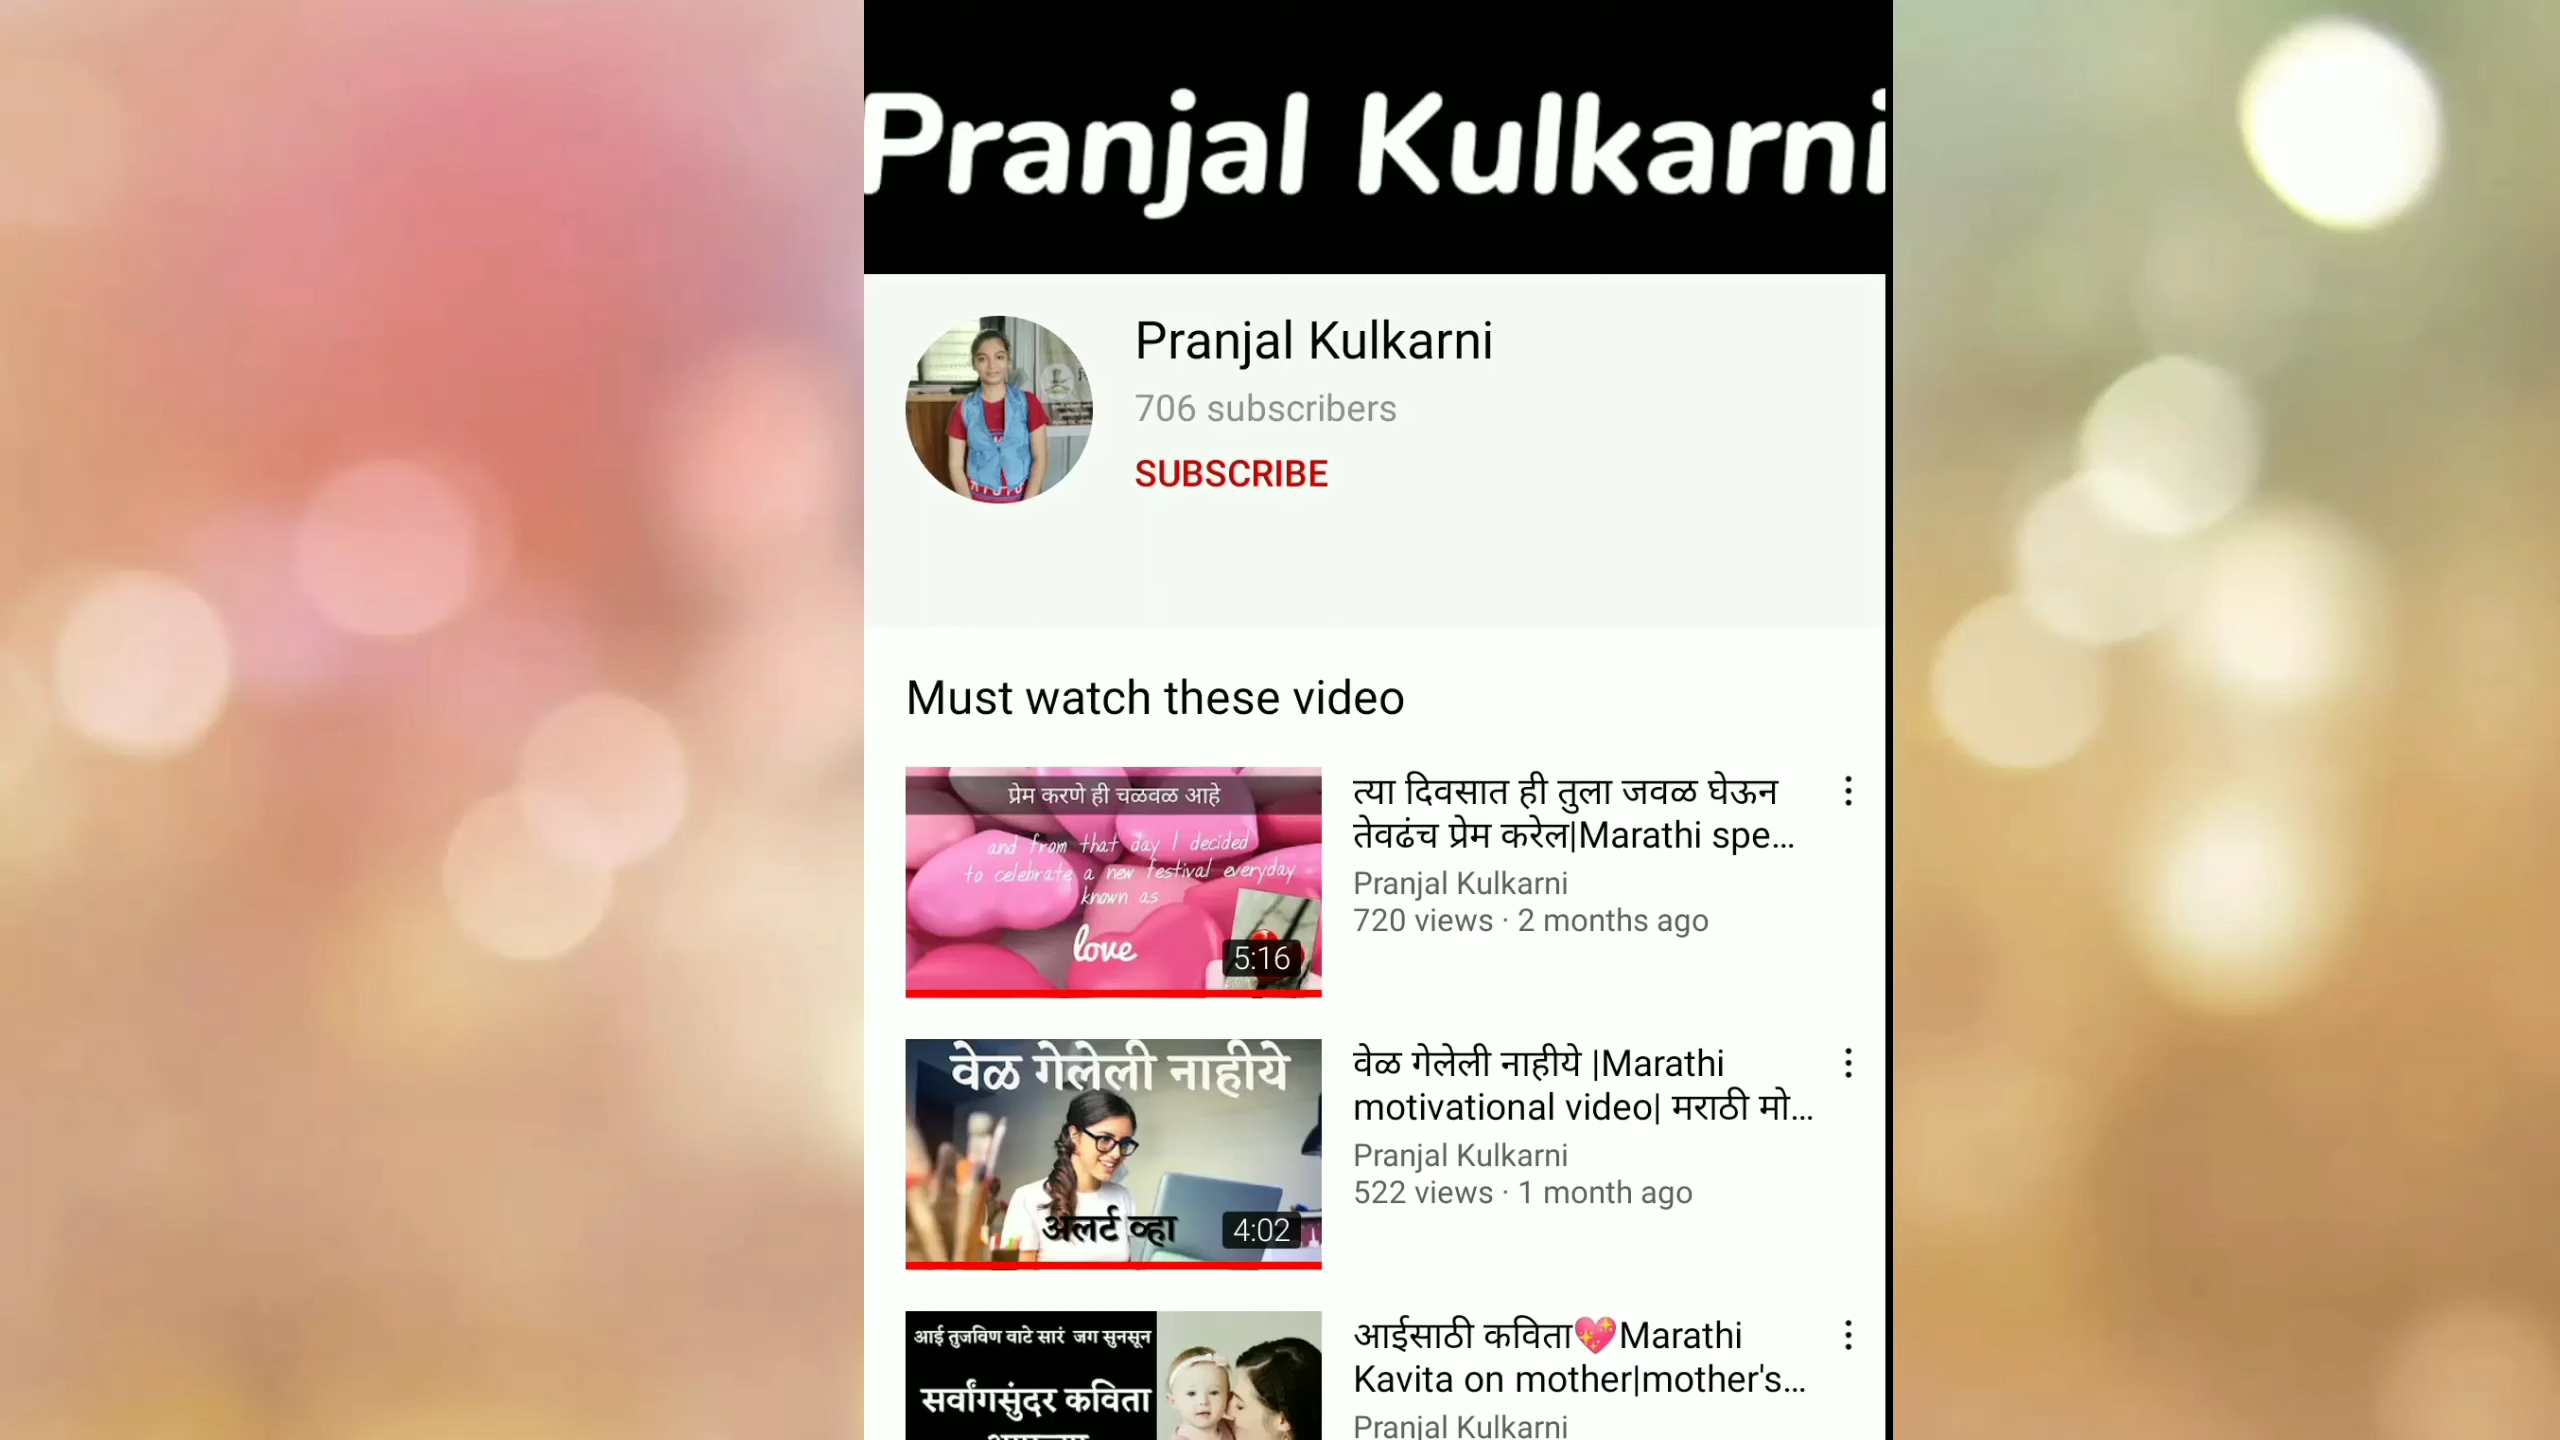 Pranjal Kulkarni
Pranjal Kulkarni
706 subscribers
SUBSCRIBE
Must watch these video
प्रेम करणे ही चळवळ आहे
and from that day I decided
to celebrate a new festival everyday
known as
love
5:16
त्या दिवसात ही तुला जवळ घेऊन
तेवढंच प्रेम करेल|Marathi spe...
Pranjal Kulkarni
720 views · 2 months ago
वेळ गेलेली नाहीये
अलर्ट व्हा
4:02
वेळ गेलेली नाहीये |Marathi
motivational video| मराठी मो...
Pranjal Kulkarni
522 views · 1 month ago
आई तुजविण वाटे सारं जग सुनसून
सर्वांगसुंदर कविता
आईसाठी कविता💖Marathi
Kavita on mother|mother's...
Pranjal Kulkarni